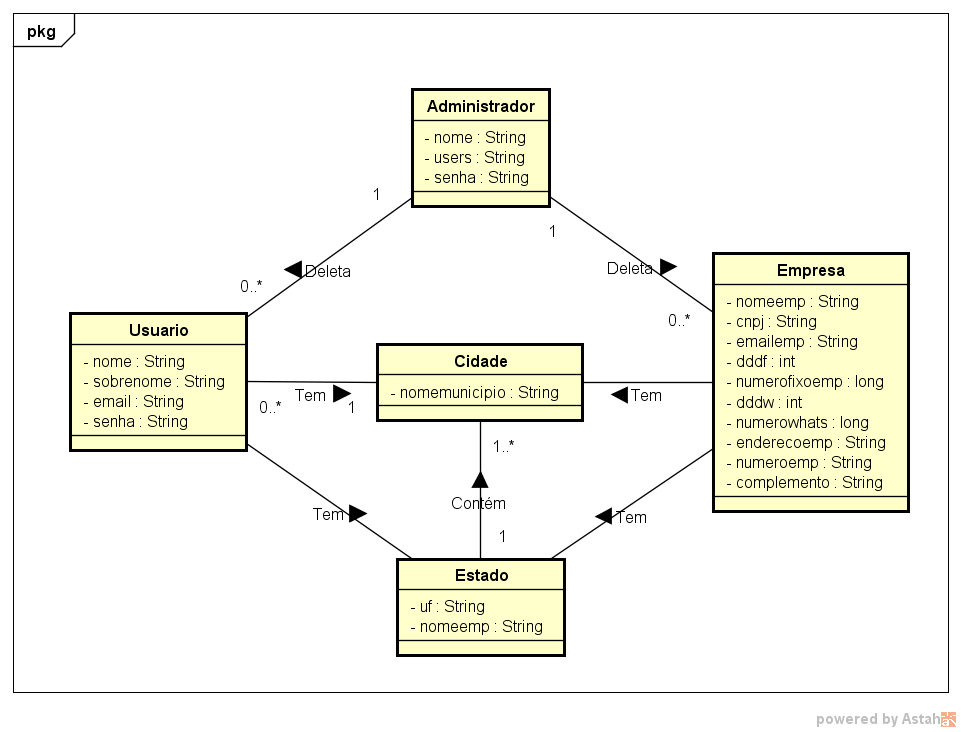 pkg
Administrador
- nome : String
- users : String
- senha : String
1
1
Deleta
Deleta
0..*
0..*
Empresa
- nomeemp : String
- cnpj : String
- emailemp : String
- dddf : int
- numerofixoemp : long
- dddw : int
- numerowhats : long
- enderecoemp : String
- numeroemp : String
- complemento : String
Usuario
- nome : String
- sobrenome : String
- email : String
- senha : String
Cidade
- nomemunicipio : String
Tem
0..*
1
Tem
1..*
Contém
1
Tem
Tem
Estado
- uf : String
- nomeemp : String
powered by Astah